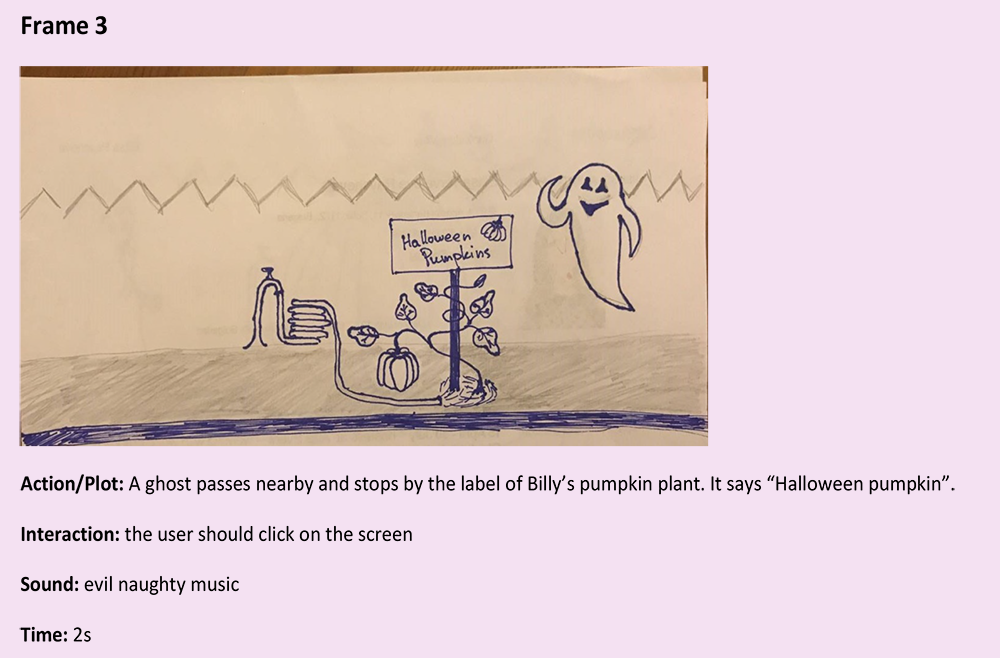 Frame 3
Halloween
Pumpkins
Action/Plot: A ghost passes nearby and stops by the label of Billy’s pumpkin plant. It says “Halloween pumpkin”.
Interaction: the user should click on the screen
Sound: evil naughty music
Time: 2s